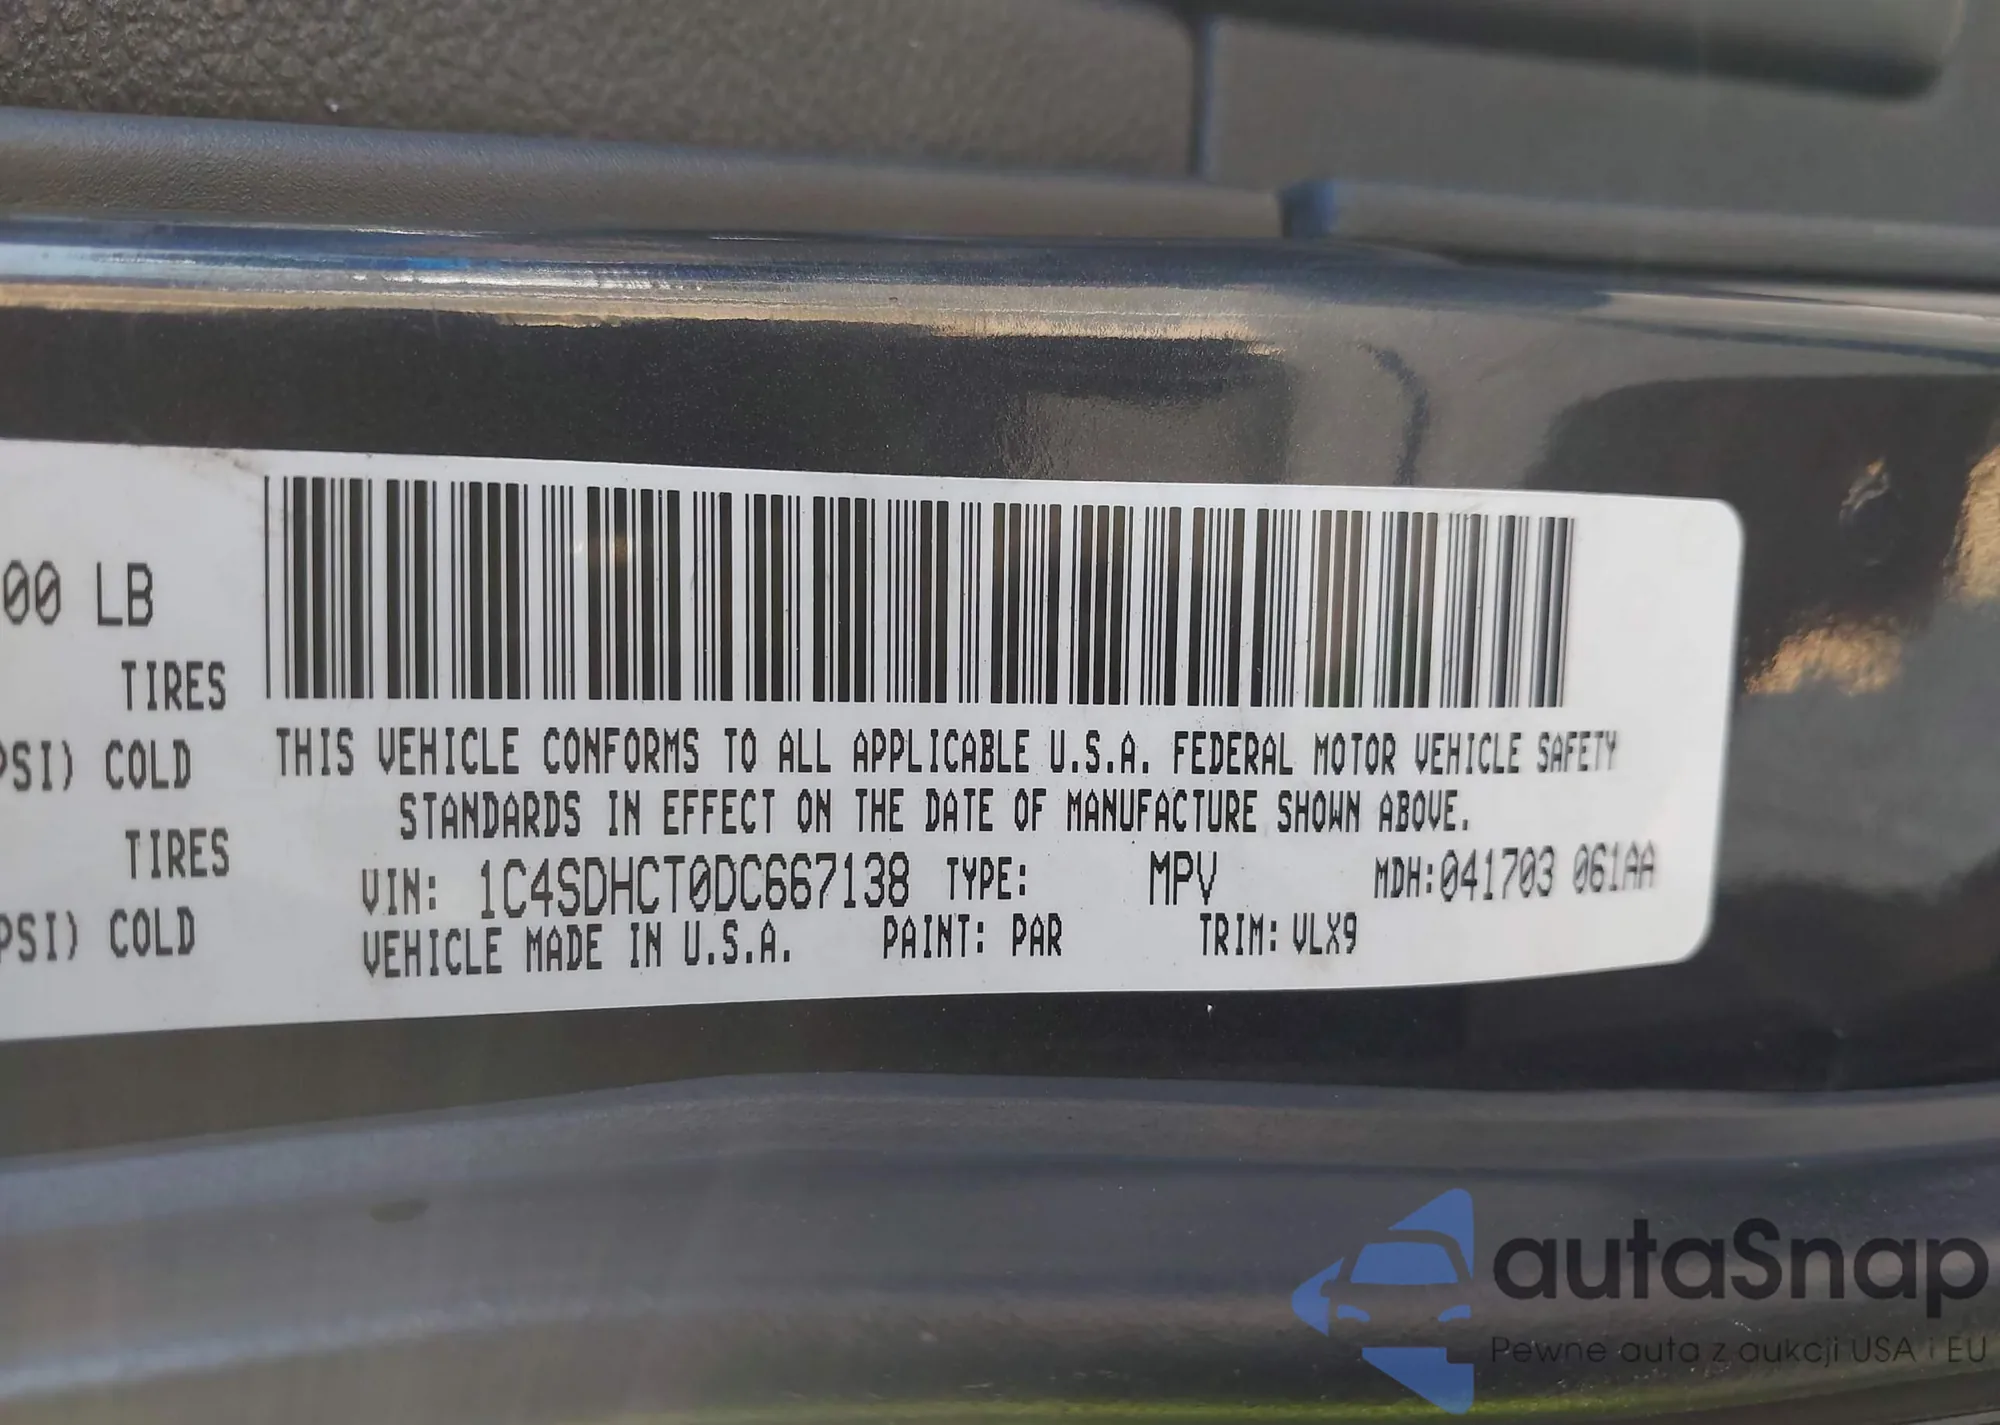 00 LB
TIRES
PSI) COLD
TIRES
PSI) COLD
THIS VEHICLE CONFORMS TO ALL APPLICABLE U.S.A. FEDERAL MOTOR VEHICLE SAFETY
STANDARDS IN EFFECT ON THE DATE OF MANUFACTURE SHOWN ABOVE.
VIN: 1C4SDHCT0DC667138 TYPE: MPV MDH:041703 061AA
VEHICLE MADE IN U.S.A. PAINT: PAR TRIM: VLX9
autaSnap
Pewne auta z aukcji USA i EU